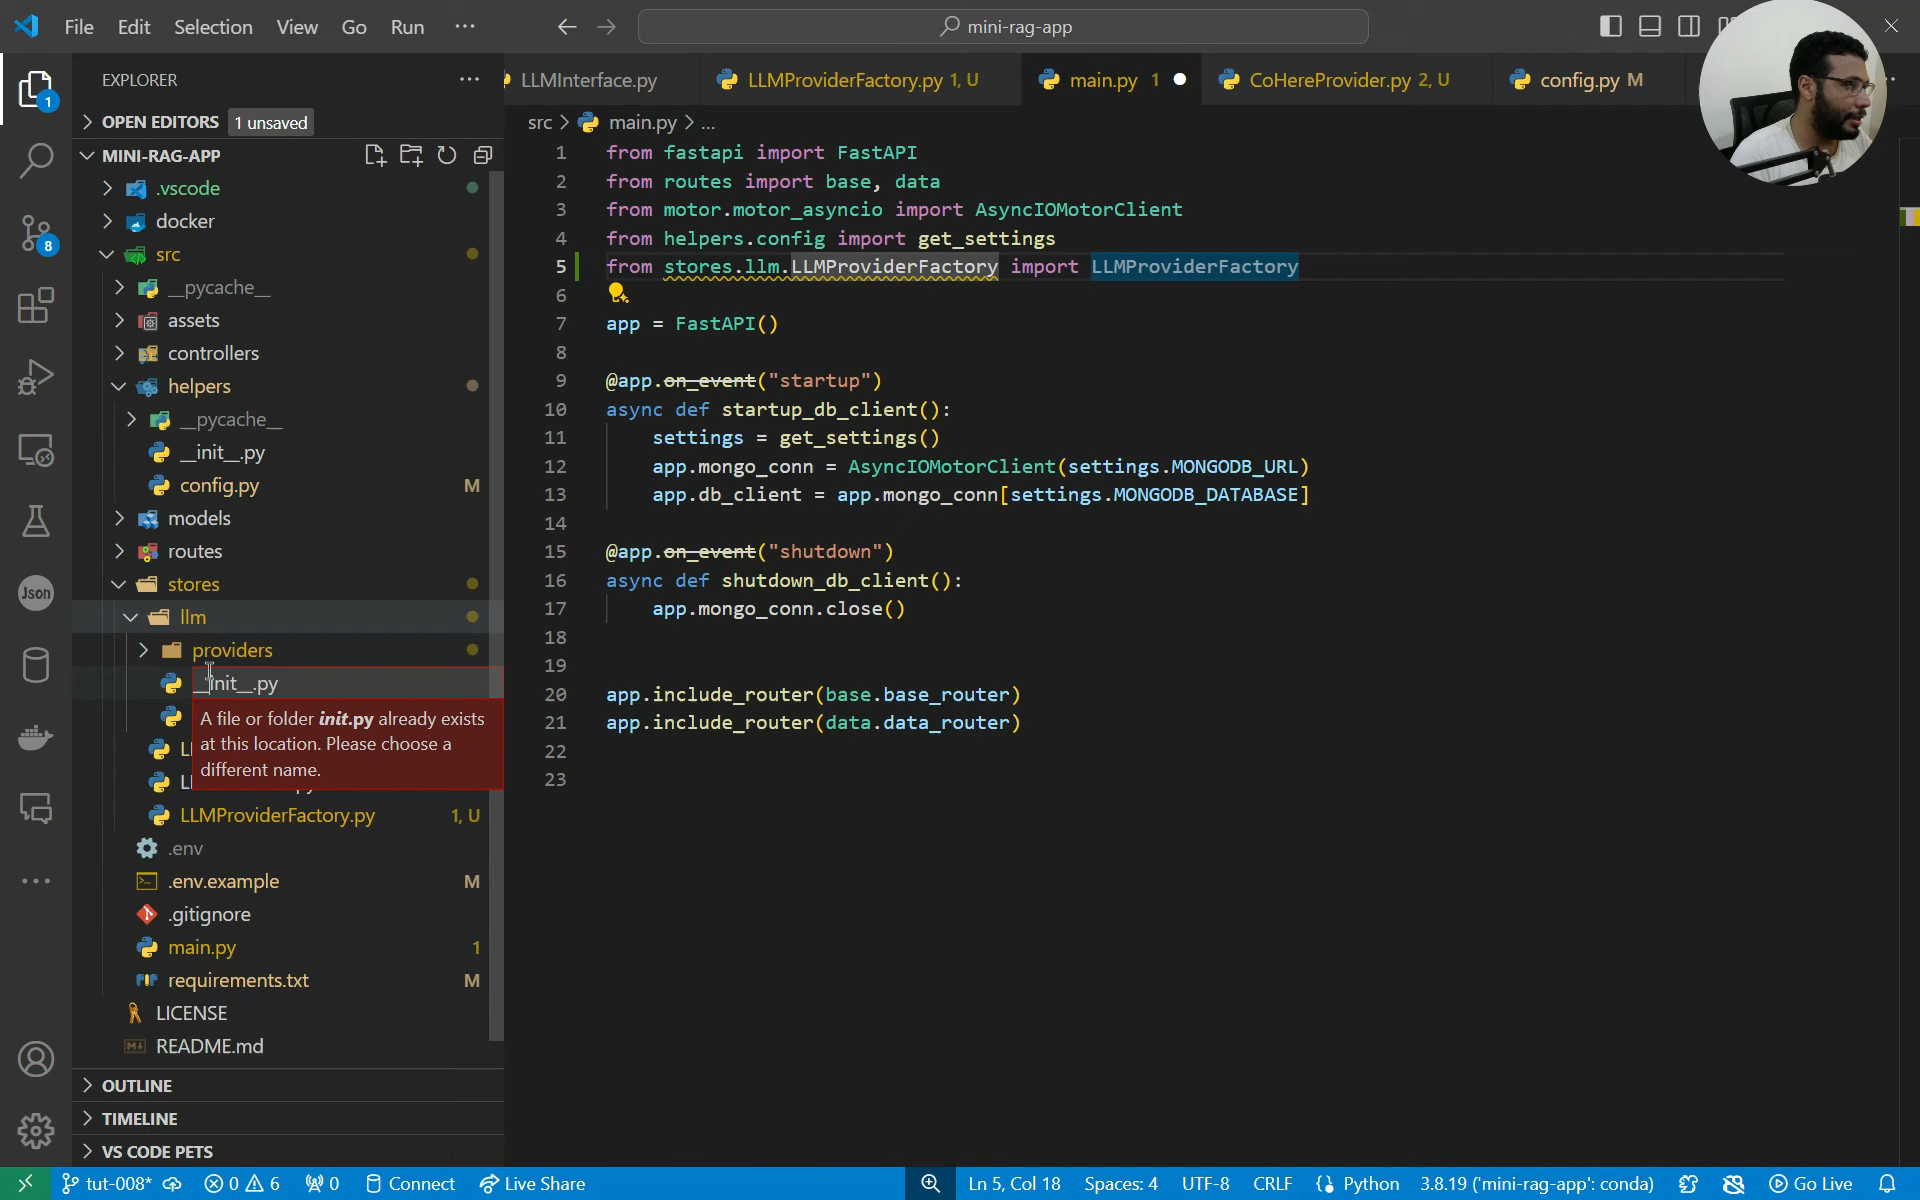 File Edit Selection View Go Run ...
mini-rag-app
EXPLORER
OPEN EDITORS 1 unsaved
MINI-RAG-APP
.vscode
docker
src
__pycache__
assets
controllers
helpers
__pycache__
__init__.py
config.py M
models
routes
stores
llm
providers
__init__.py
A file or folder init.py already exists
at this location. Please choose a
different name.
LLMProviderFactory.py 1, U
.env
.env.example M
.gitignore
main.py 1
requirements.txt M
LICENSE
README.md
OUTLINE
TIMELINE
VS CODE PETS
1
8
Json
LLMInterface.py LLMProviderFactory.py 1, U main.py 1 CoHereProvider.py 2, U config.py M
src > main.py > ...
1 from fastapi import FastAPI
2 from routes import base, data
3 from motor.motor_asyncio import AsyncIOMotorClient
4 from helpers.config import get_settings
5 from stores.llm.LLMProviderFactory import LLMProviderFactory
6
7 app = FastAPI()
8
9 @app.on_event("startup")
10 async def startup_db_client():
11 settings = get_settings()
12 app.mongo_conn = AsyncIOMotorClient(settings.MONGODB_URL)
13 app.db_client = app.mongo_conn[settings.MONGODB_DATABASE]
14
15 @app.on_event("shutdown")
16 async def shutdown_db_client():
17 app.mongo_conn.close()
18
19
20 app.include_router(base.base_router)
21 app.include_router(data.data_router)
22
23
tut-008* 0 6 0 Connect Live Share Ln 5, Col 18 Spaces: 4 UTF-8 CRLF Python 3.8.19 ('mini-rag-app': conda) Go Live